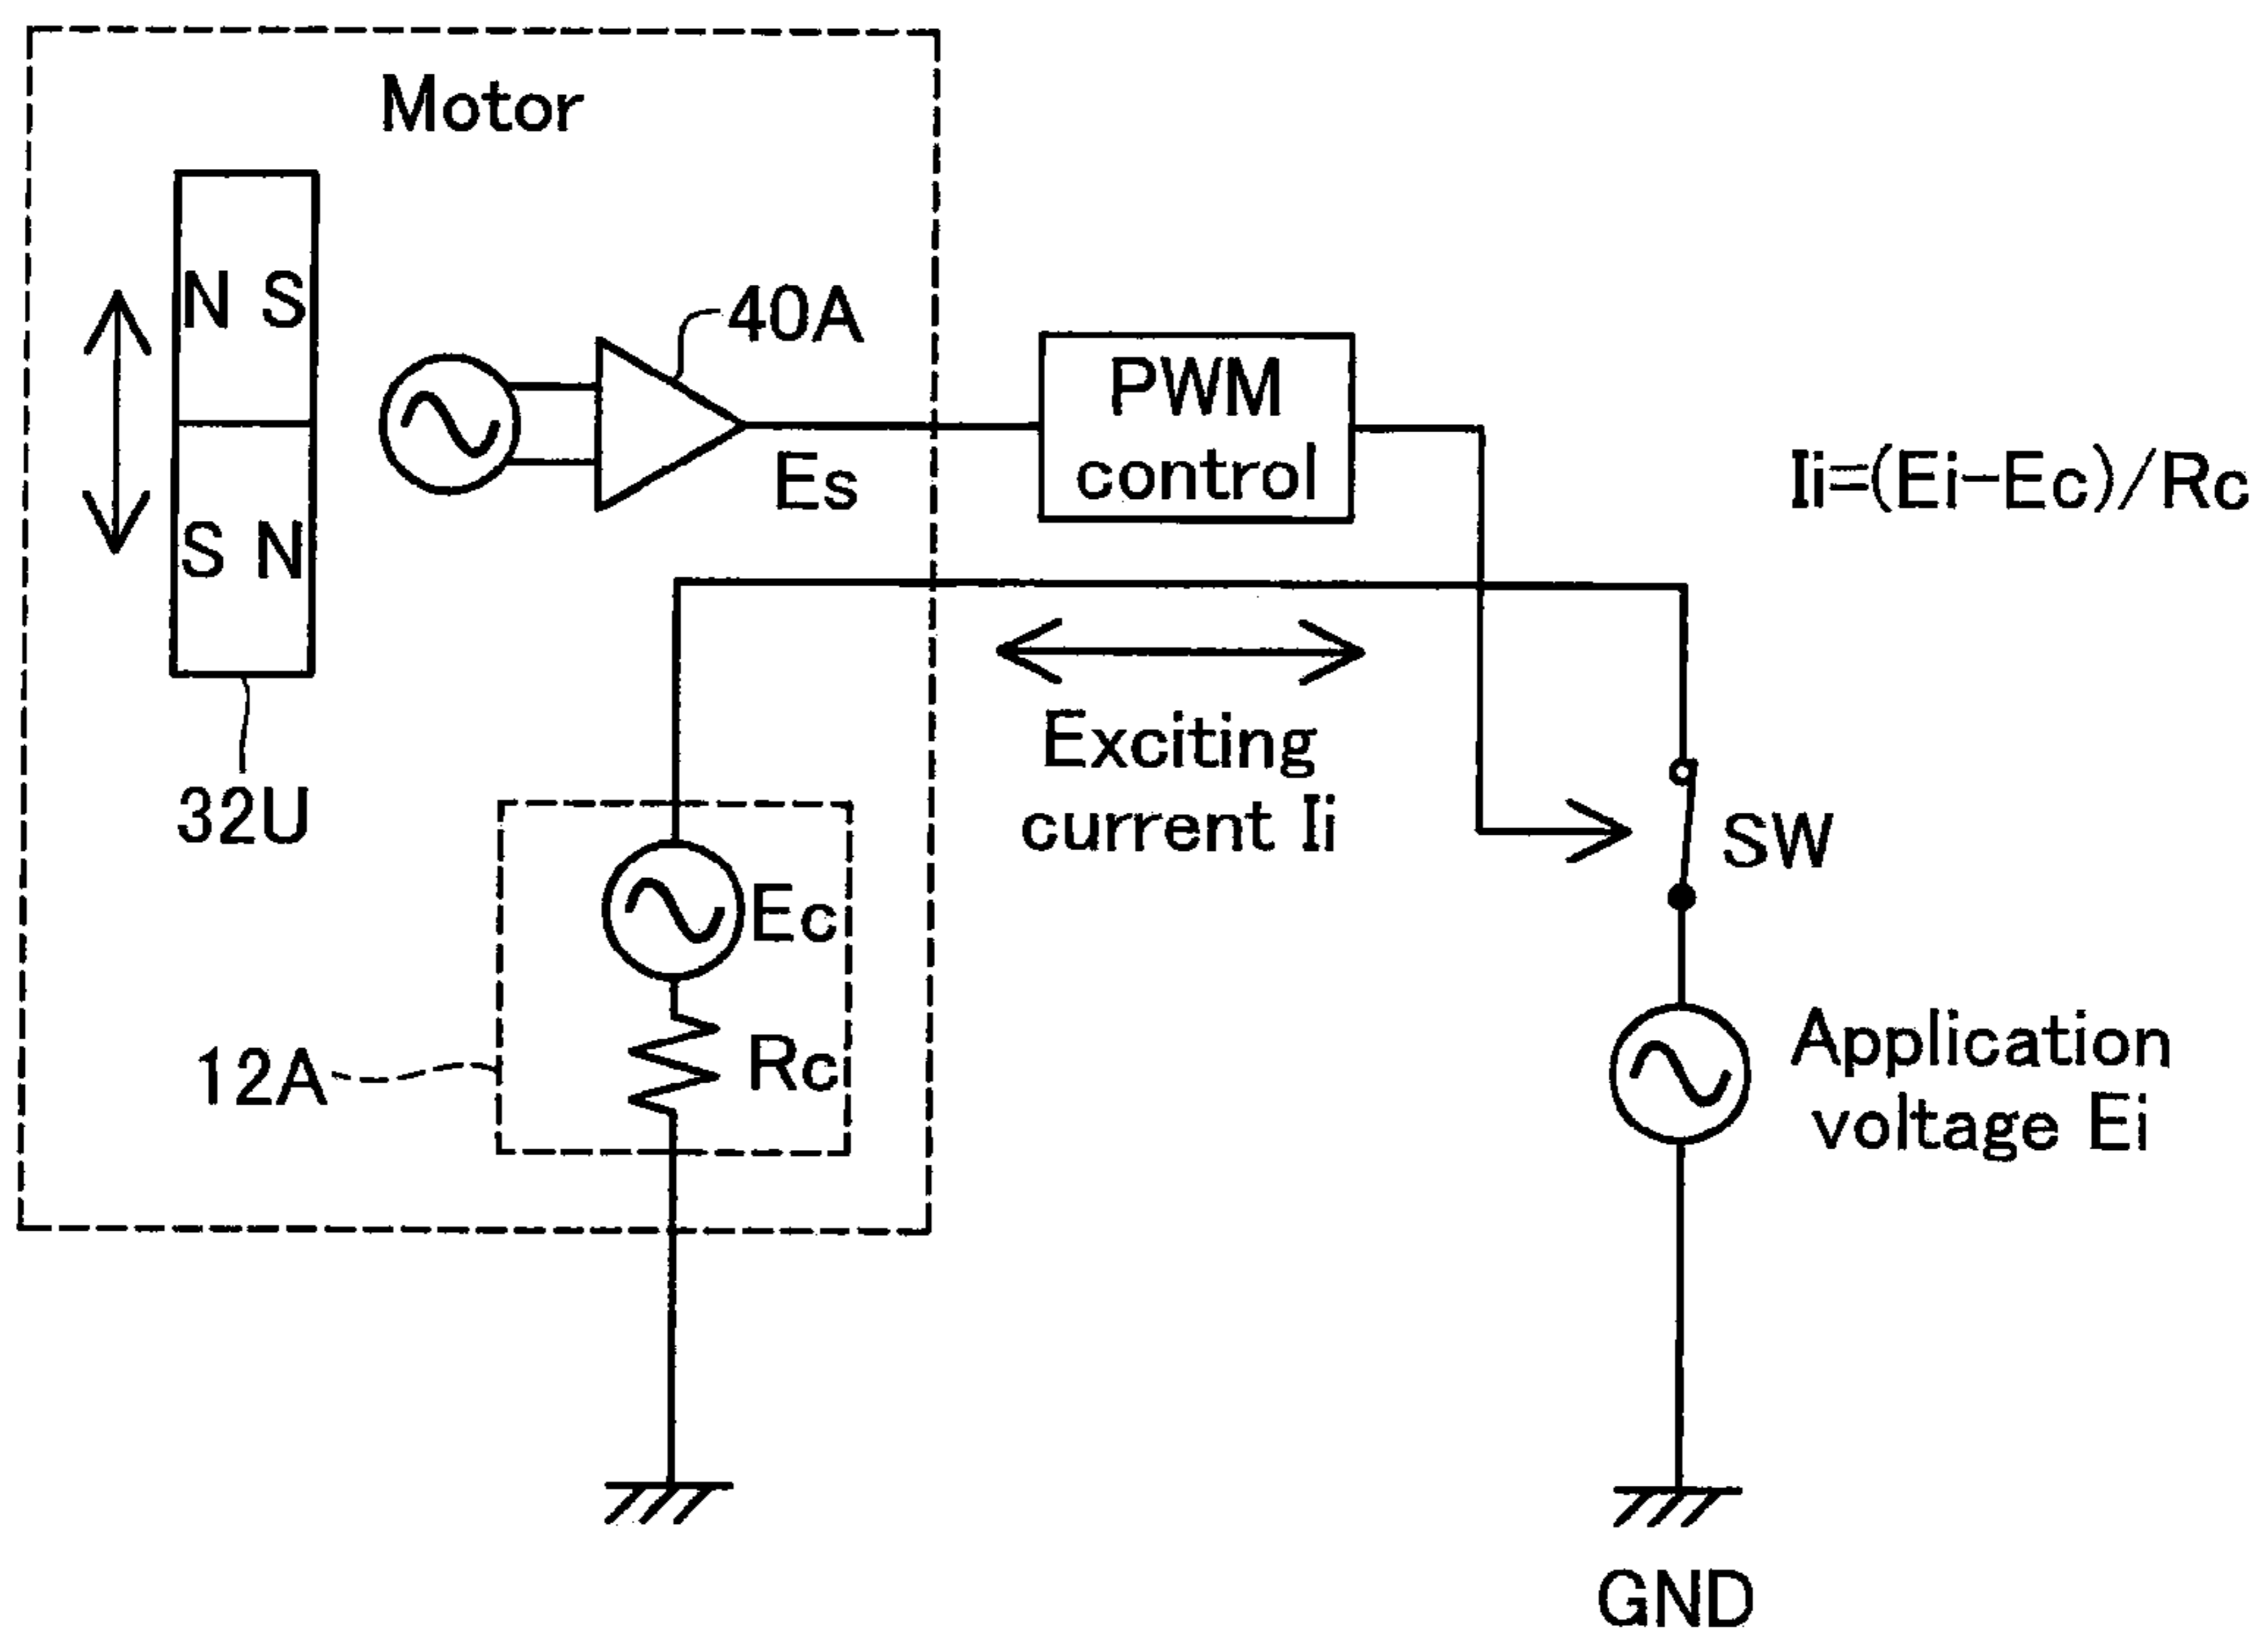 Motor
40A
N S
PWM
control
Es
Ii=(Ei-Ec)/Rc
S N
Exciting
current Ii
32U
SW
Ec
Rc
12A
Application
voltage Ei
GND